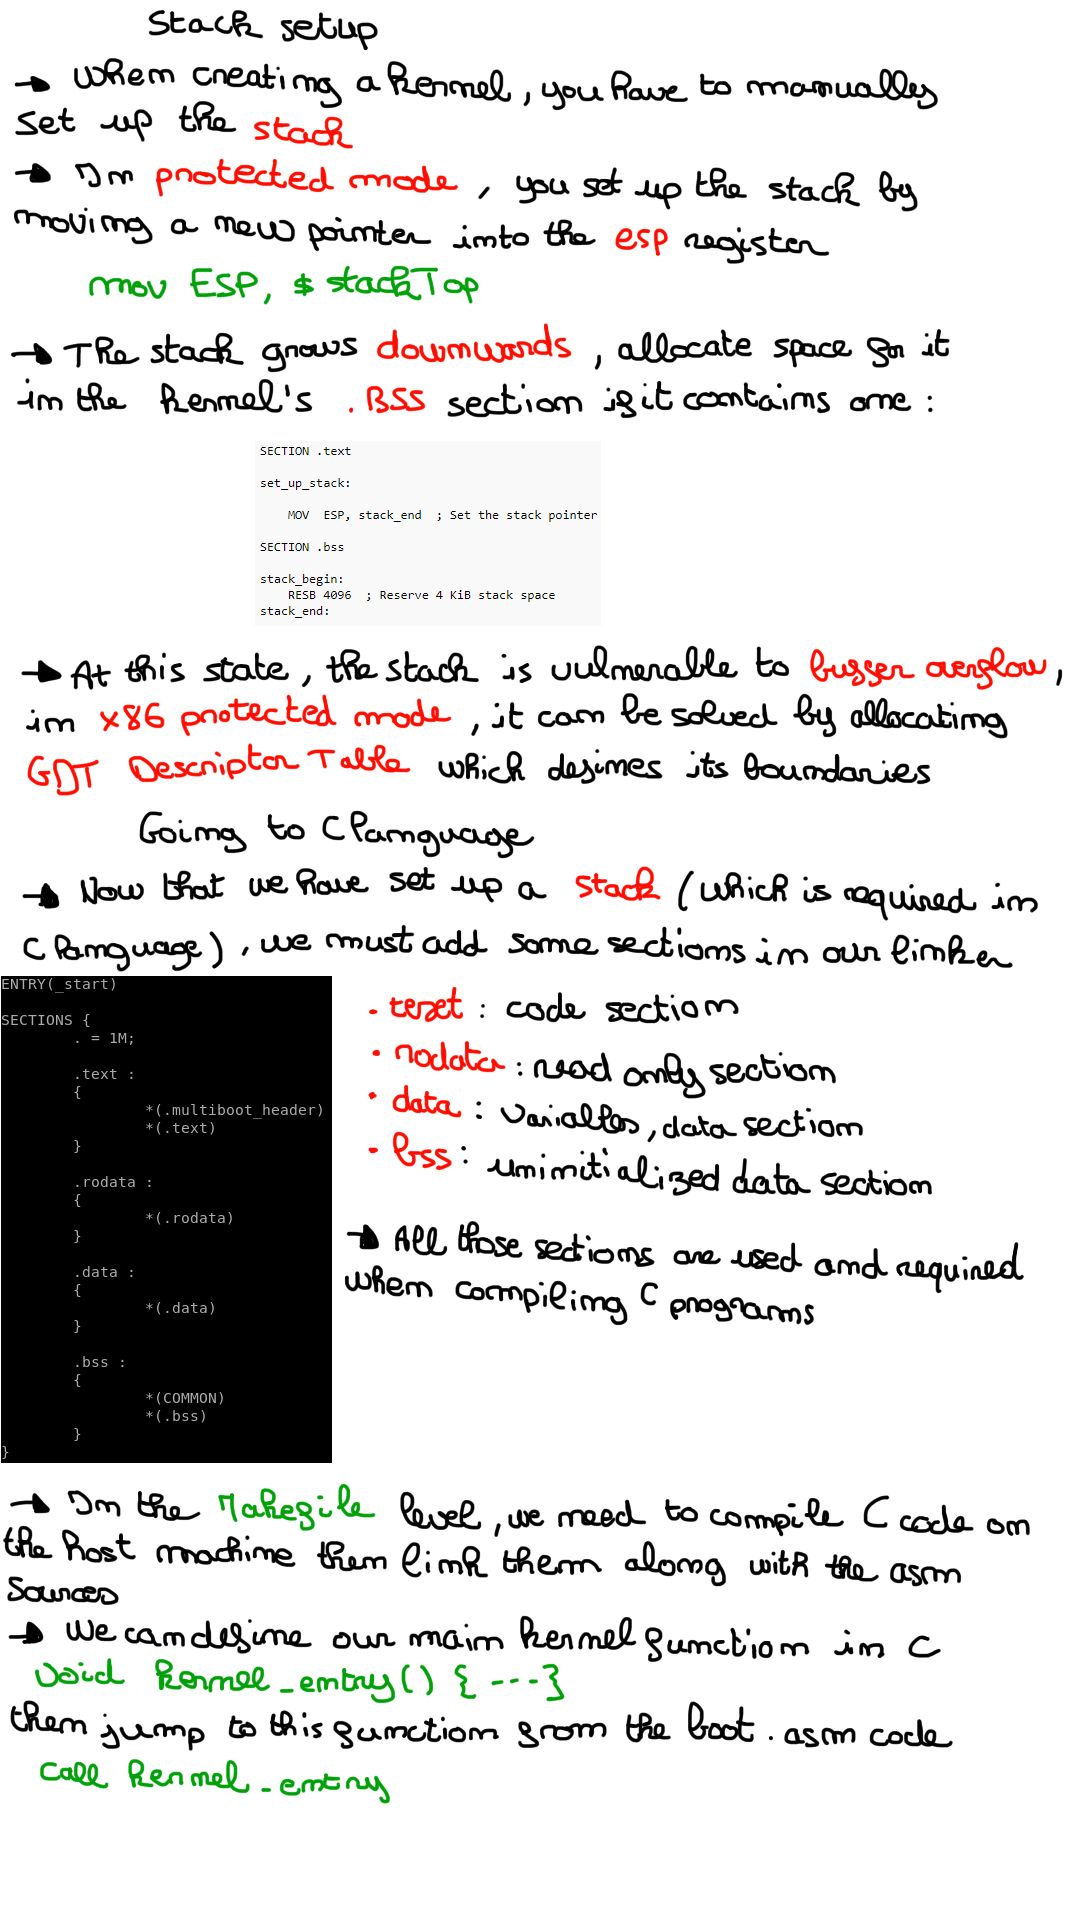 Stack setup
→ When creating a kernel, you have to manually
set up the stack
→ In protected mode, you set up the stack by
moving a new pointer into the esp register
mov ESP, $ stackTop
→ The stack grows downwards, allocate space for it
in the kernel's .BSS section if it contains one :
SECTION .text
set_up_stack:
MOV ESP, stack_end ; Set the stack pointer
SECTION .bss
stack_begin:
RESB 4096 ; Reserve 4 KiB stack space
stack_end:
→ At this state, the stack is vulnerable to buffer overflow,
in x86 protected mode, it can be solved by allocating
GDT Descriptor Table which defines its boundaries
Going to C language
→ Now that we have set up a stack (which is required in
C language), we must add some sections in our linker
ENTRY(_start)
SECTIONS {
. = 1M;
.text :
{
*(.multiboot_header)
*(.text)
}
.rodata :
{
*(.rodata)
}
.data :
{
*(.data)
}
.bss :
{
*(COMMON)
*(.bss)
}
}
. text : code section
. rodata : read only section
. data : variables, data section
. bss : uninitialized data section
→ All those sections are used and required
when compiling C programs
→ In the Makefile level, we need to compile C code on
the host machine then link them along with the asm
sources
→ We can define our main kernel function in C
void kernel_entry() { --- }
then jump to this function from the boot.asm code
call kernel_entry